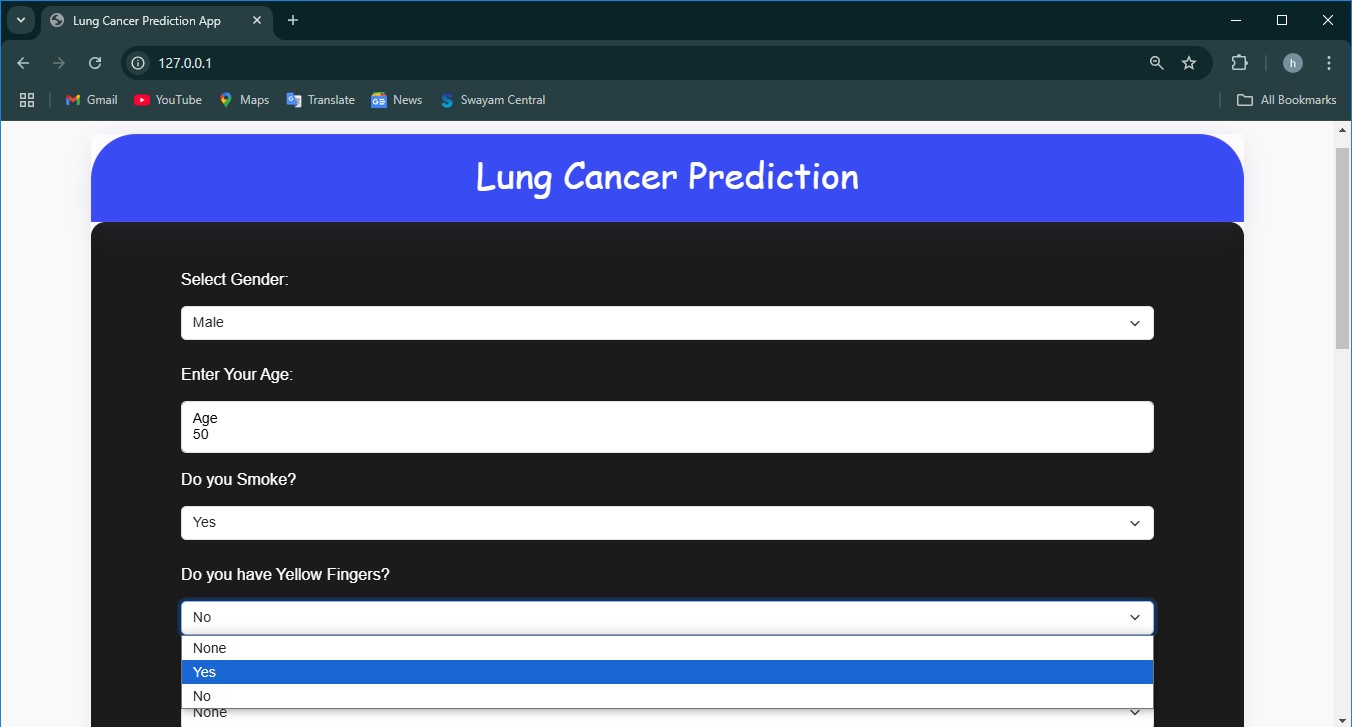 Lung Cancer Prediction App
127.0.0.1
h
Gmail YouTube Maps Translate News Swayam Central All Bookmarks
Lung Cancer Prediction
Select Gender:
Male
Enter Your Age:
Age
50
Do you Smoke?
Yes
Do you have Yellow Fingers?
No
None
Yes
No
None